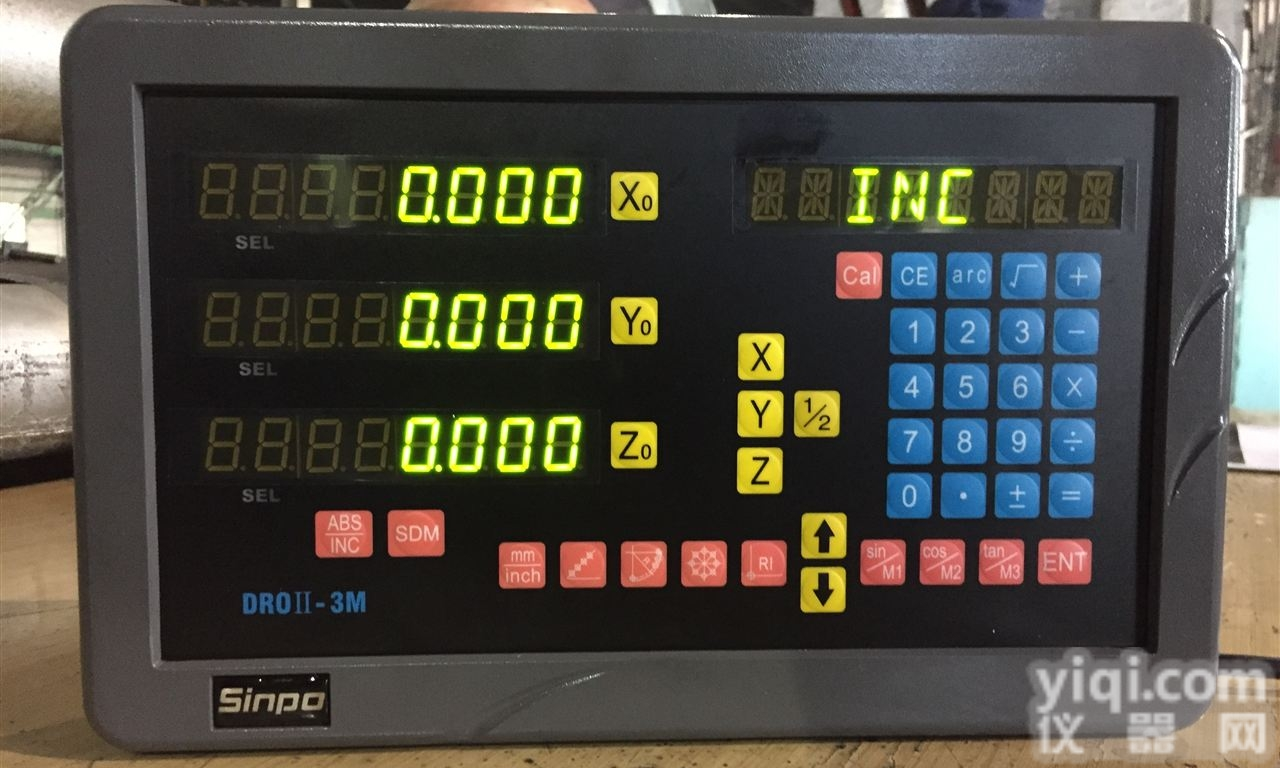 0.000 X0 INC
SEL
Cal CE arc √ +
0.000 Y0
1 2 3 −
SEL
X
4 5 6 ×
Y 1/2
0.000 Z0
7 8 9 ÷
Z
SEL
0 . ± =
ABS
INC
SDM
mm
inch
RI
↑
↓
sin/M1
cos/M2
tan/M3
ENT
DROII-3M
Sinpo
yiqi.com
仪器网